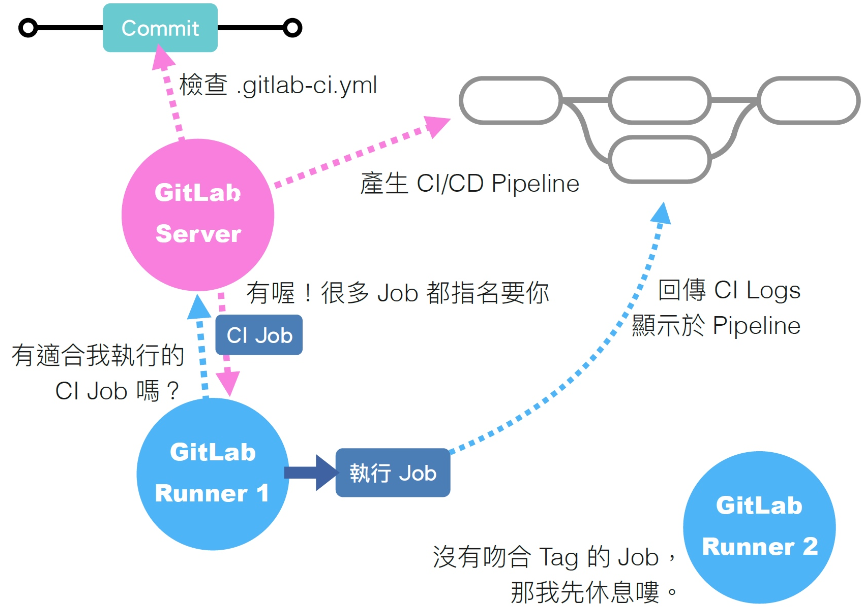 Commit
檢查 .gitlab-ci.yml
GitLab
Server
產生 CI/CD Pipeline
有喔！很多 Job 都指名要你
CI Job
回傳 CI Logs
顯示於 Pipeline
有適合我執行的
CI Job 嗎？
GitLab
Runner 1
執行 Job
GitLab
Runner 2
沒有吻合 Tag 的 Job，
那我先休息嘍。